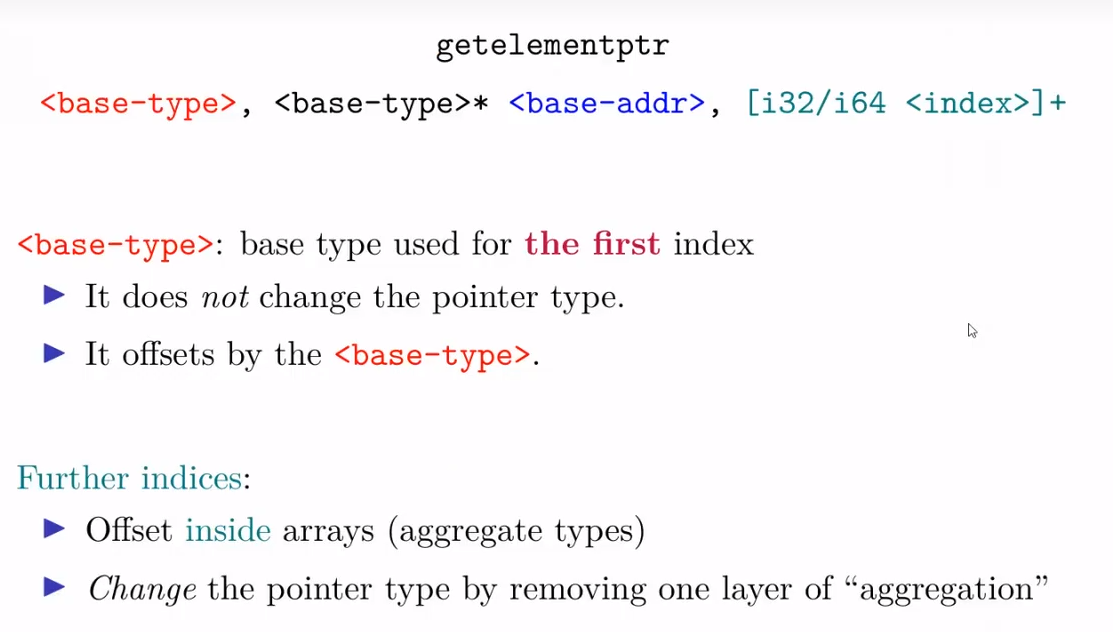 getelementptr
<base-type>, <base-type>* <base-addr>, [i32/i64 <index>]+
<base-type>: base type used for the first index
▶ It does not change the pointer type.
▶ It offsets by the <base-type>.
Further indices:
▶ Offset inside arrays (aggregate types)
▶ Change the pointer type by removing one layer of “aggregation”